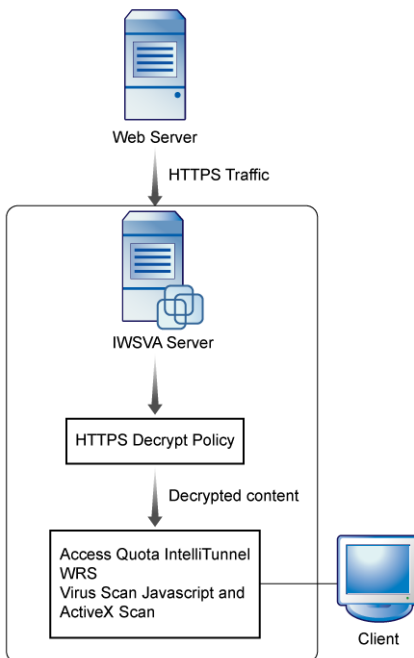 Web Server
HTTPS Traffic
IWSVA Server
HTTPS Decrypt Policy
Decrypted content
Access Quota IntelliTunnel
WRS
Virus Scan Javascript and
ActiveX Scan
Client